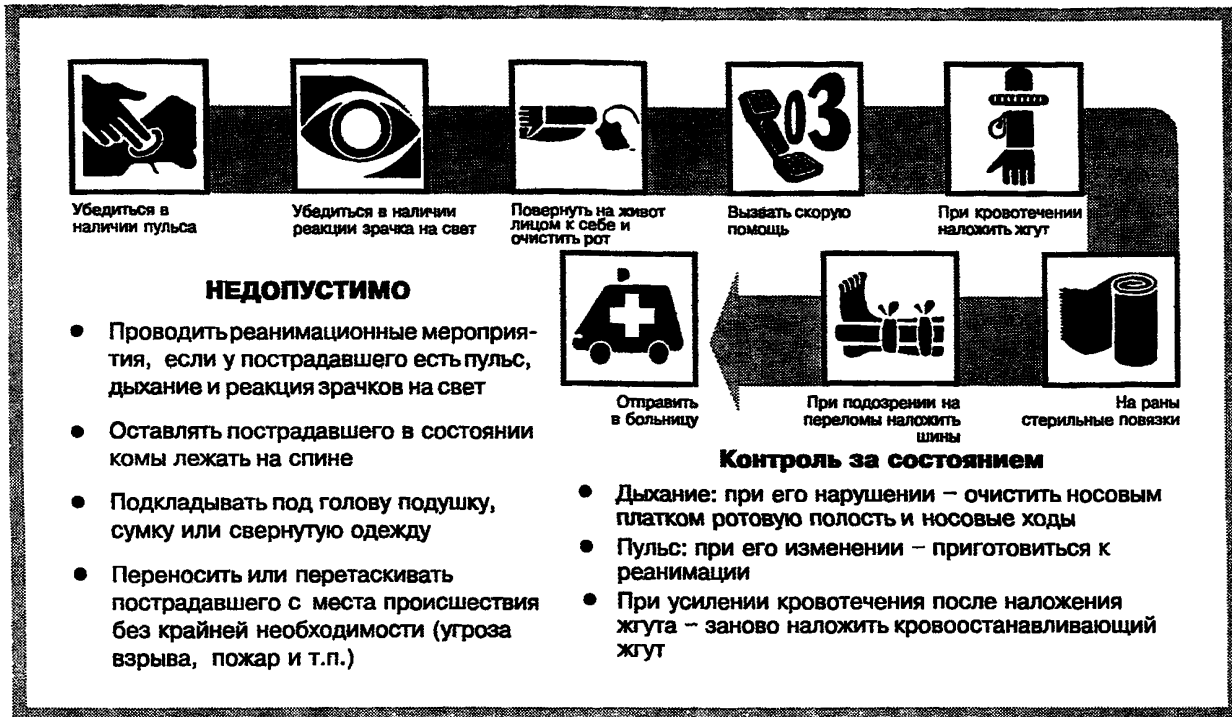 03
Убедиться в
наличии пульса
Убедиться в наличии
реакции зрачка на свет
Повернуть на живот
лицом к себе и
очистить рот
Вызвать скорую
помощь
При кровотечении
наложить жгут
На раны
стерильные повязки
При подозрении на
переломы наложить
шины
Отправить
в больницу
НЕДОПУСТИМО
● Проводить реанимационные мероприя-
тия, если у пострадавшего есть пульс,
дыхание и реакция зрачков на свет
● Оставлять пострадавшего в состоянии
комы лежать на спине
● Подкладывать под голову подушку,
сумку или свернутую одежду
● Переносить или перетаскивать
пострадавшего с места происшествия
без крайней необходимости (угроза
взрыва, пожар и т.п.)
Контроль за состоянием
● Дыхание: при его нарушении – очистить носовым
платком ротовую полость и носовые ходы
● Пульс: при его изменении – приготовиться к
реанимации
● При усилении кровотечения после наложения
жгута – заново наложить кровоостанавливающий
жгут